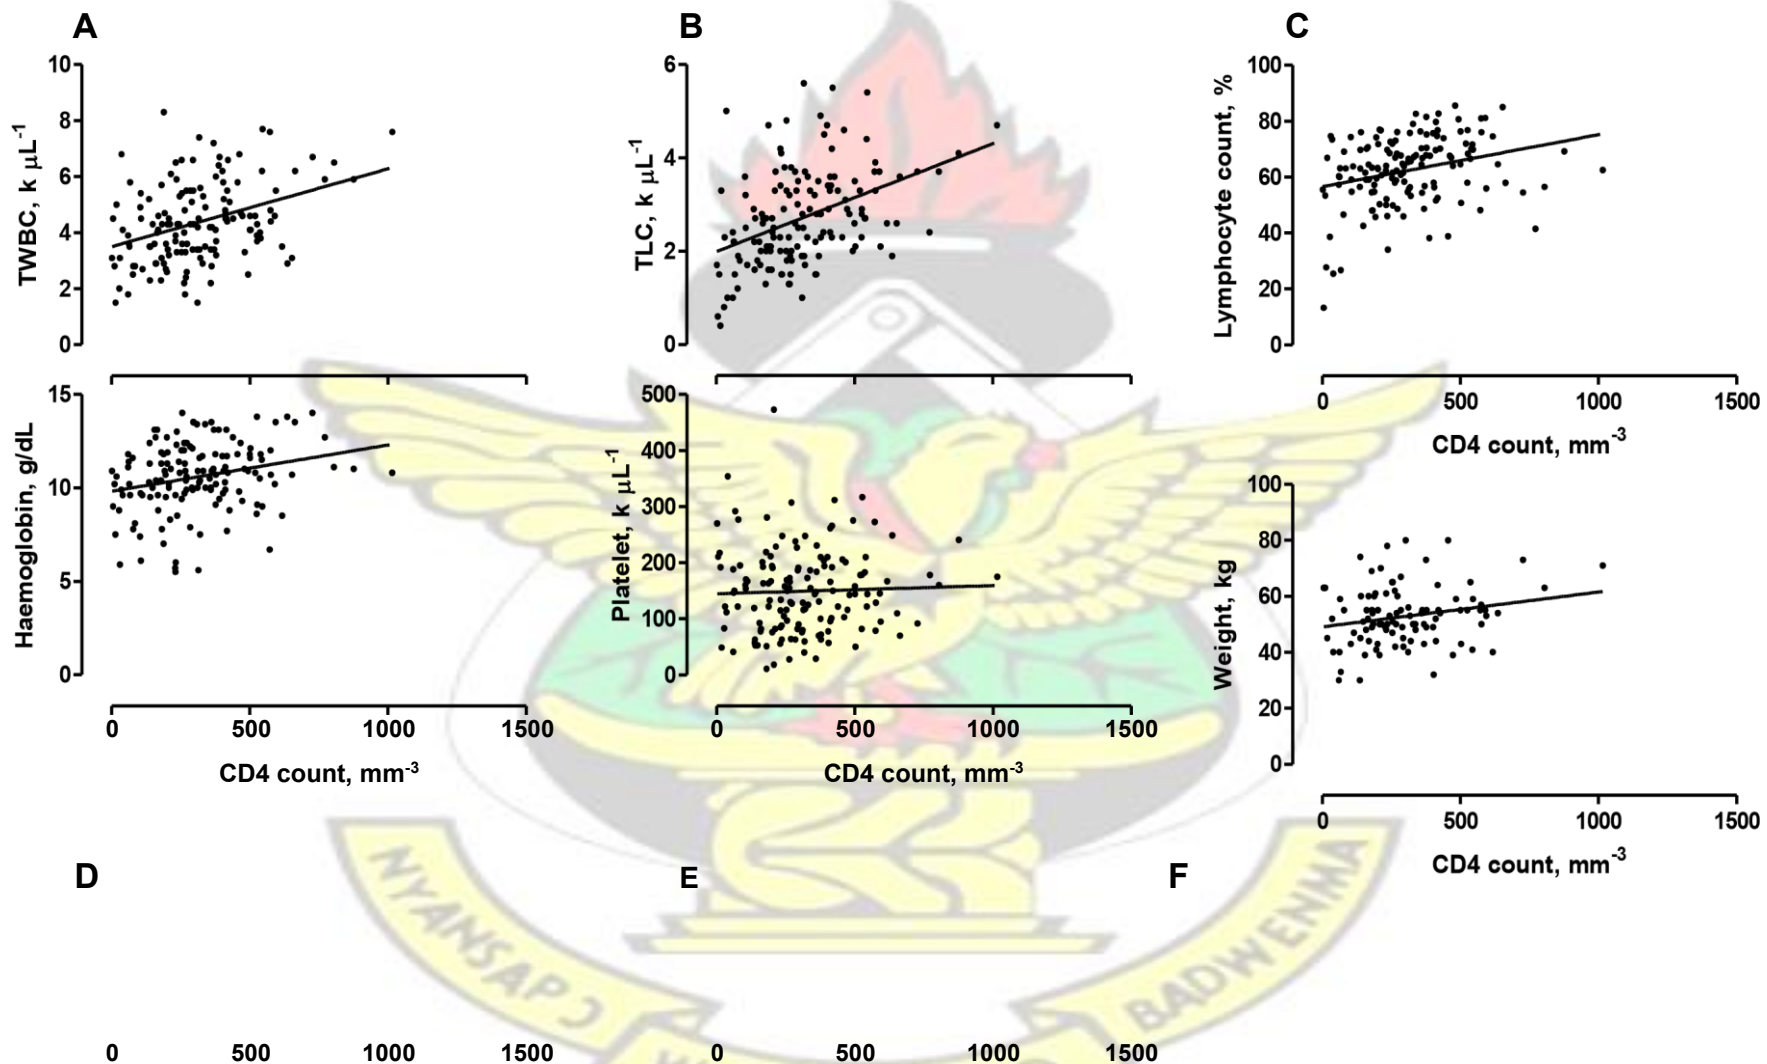 A
B
C
10
8
6
4
2
0
TWBC, k μL-1
6
4
2
0
TLC, k μL-1
100
80
60
40
20
0
Lymphocyte count, %
0 500 1000 1500
CD4 count, mm-3
15
10
5
0
Haemoglobin, g/dL
0 500 1000 1500
CD4 count, mm-3
500
400
300
200
100
0
Platelet, k μL-1
0 500 1000 1500
CD4 count, mm-3
100
80
60
40
20
0
Weight, kg
0 500 1000 1500
CD4 count, mm-3
D
E
F
NYANSAPƆ
BADWENMA
0 500 1000 1500
0 500 1000 1500